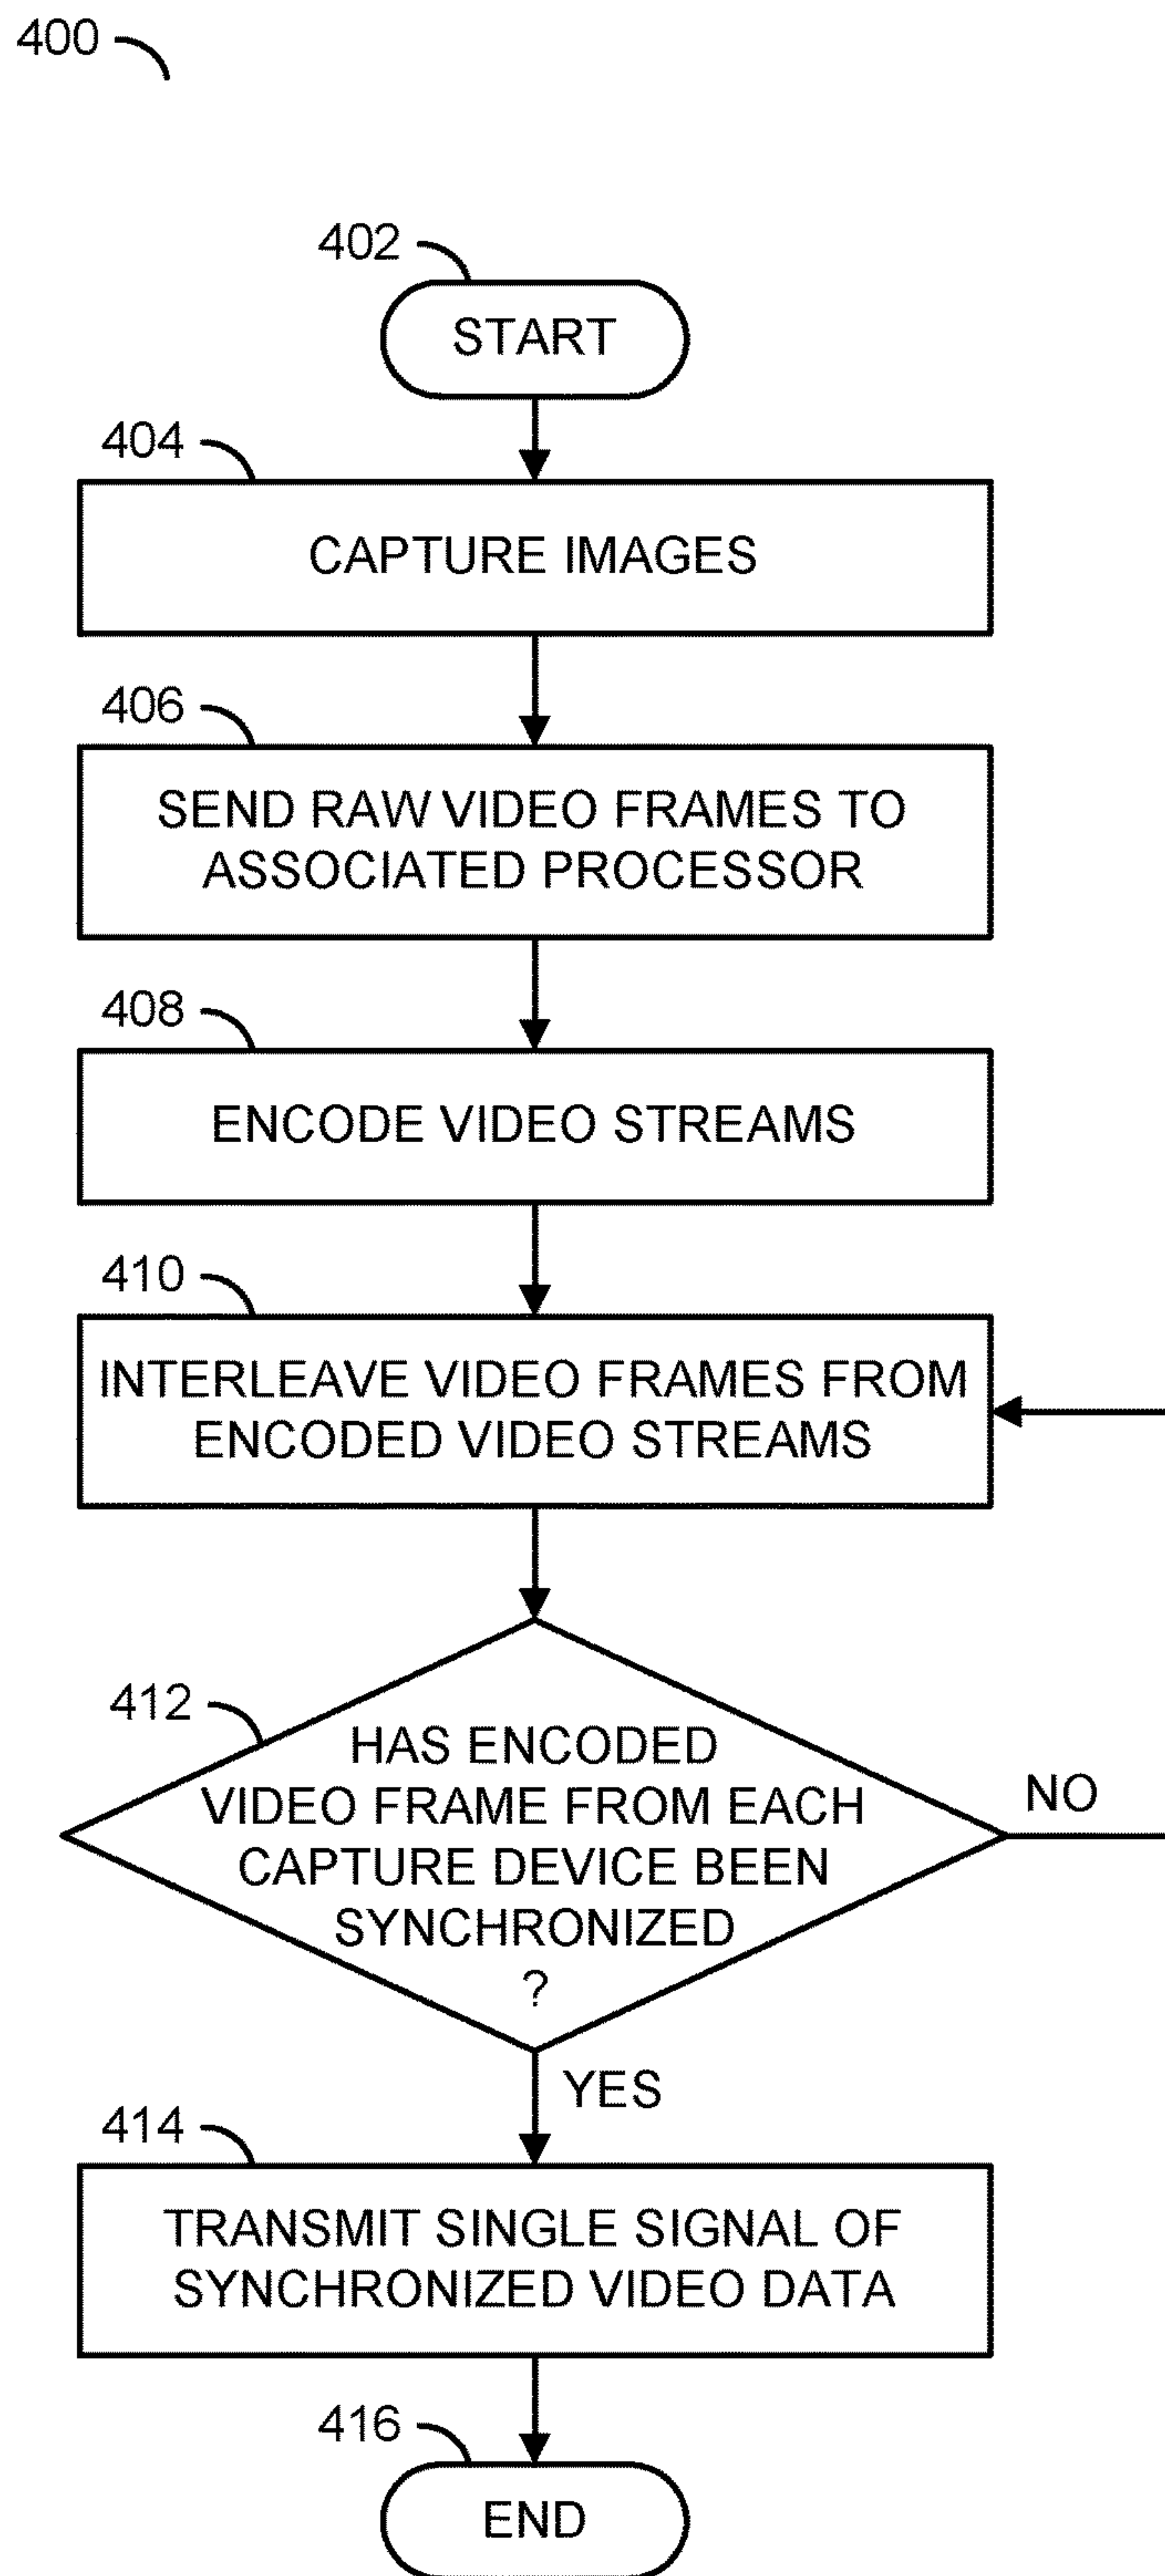 400
402
START
404
CAPTURE IMAGES
406
SEND RAW VIDEO FRAMES TO
ASSOCIATED PROCESSOR
408
ENCODE VIDEO STREAMS
410
INTERLEAVE VIDEO FRAMES FROM
ENCODED VIDEO STREAMS
412
HAS ENCODED
VIDEO FRAME FROM EACH
CAPTURE DEVICE BEEN
SYNCHRONIZED
?
NO
YES
414
TRANSMIT SINGLE SIGNAL OF
SYNCHRONIZED VIDEO DATA
416
END